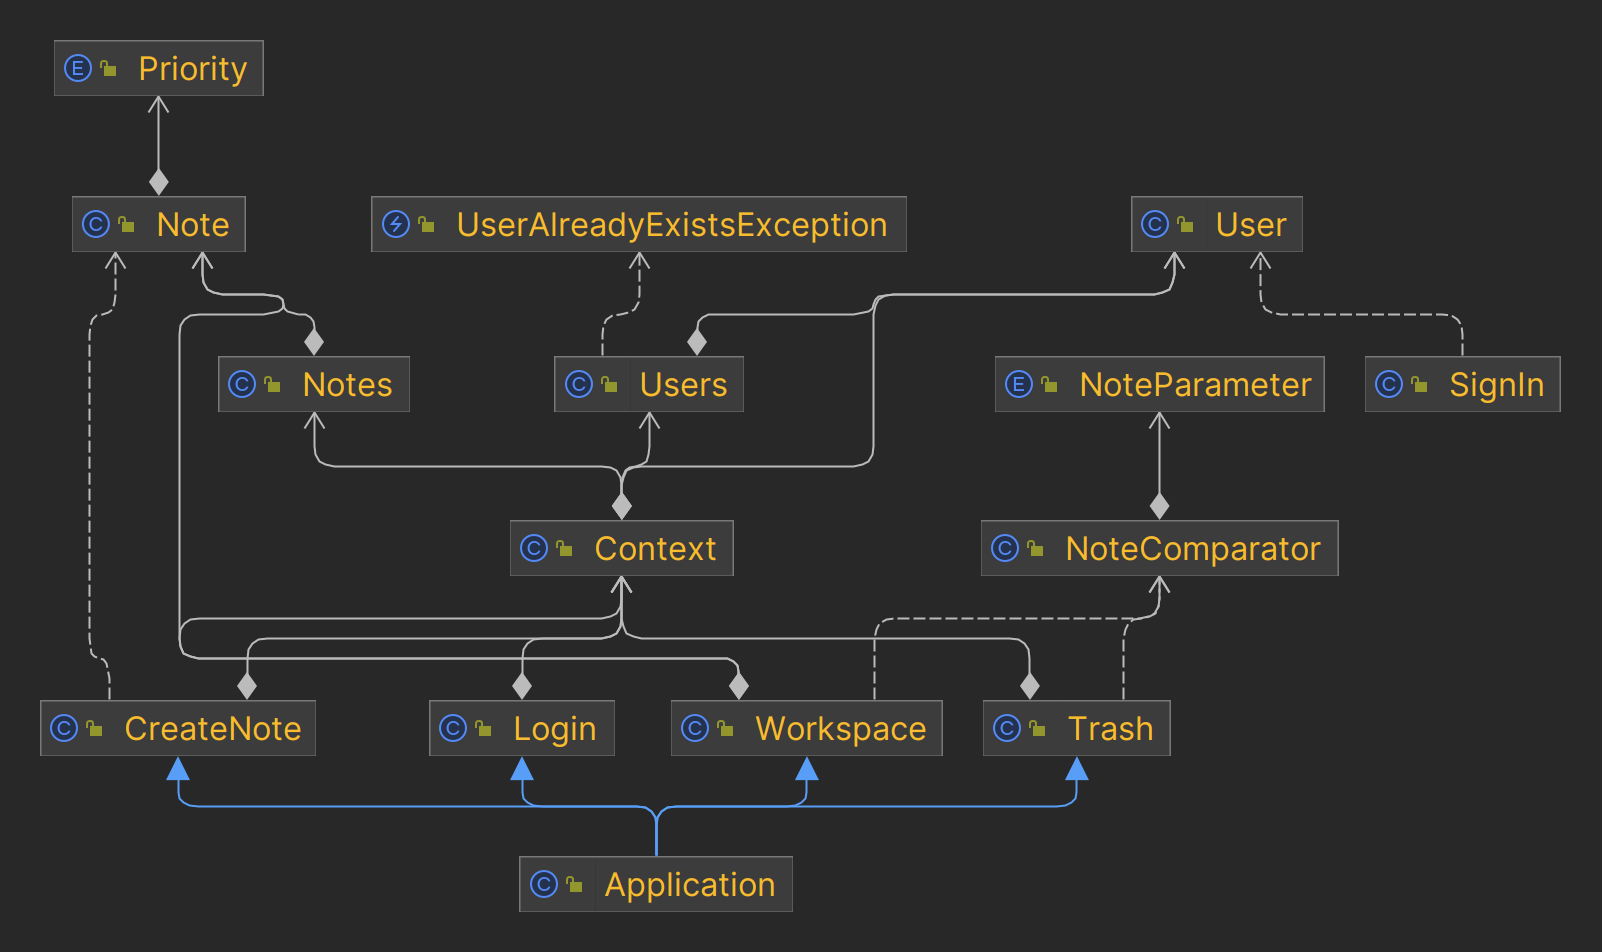 E Priority
C Note
UserAlreadyExistsException
C User
C Notes
C Users
E NoteParameter
C SignIn
C Context
C NoteComparator
C CreateNote
C Login
C Workspace
C Trash
C Application